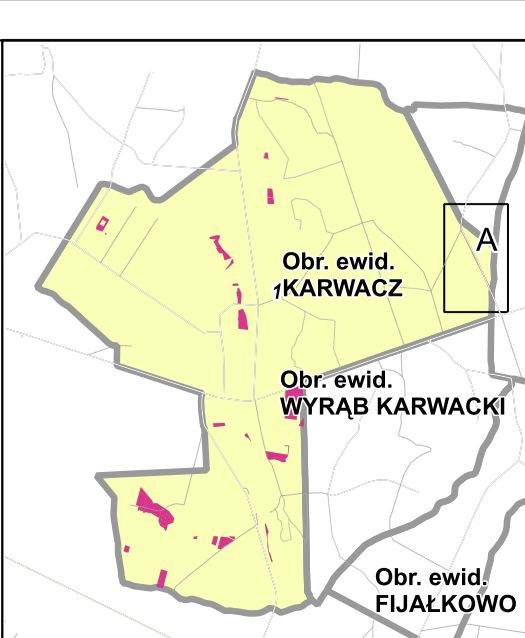 A
Obr. ewid.
1KARWACZ
Obr. ewid.
WYRĄB KARWACKI
Obr. ewid.
FIJAŁKOWO